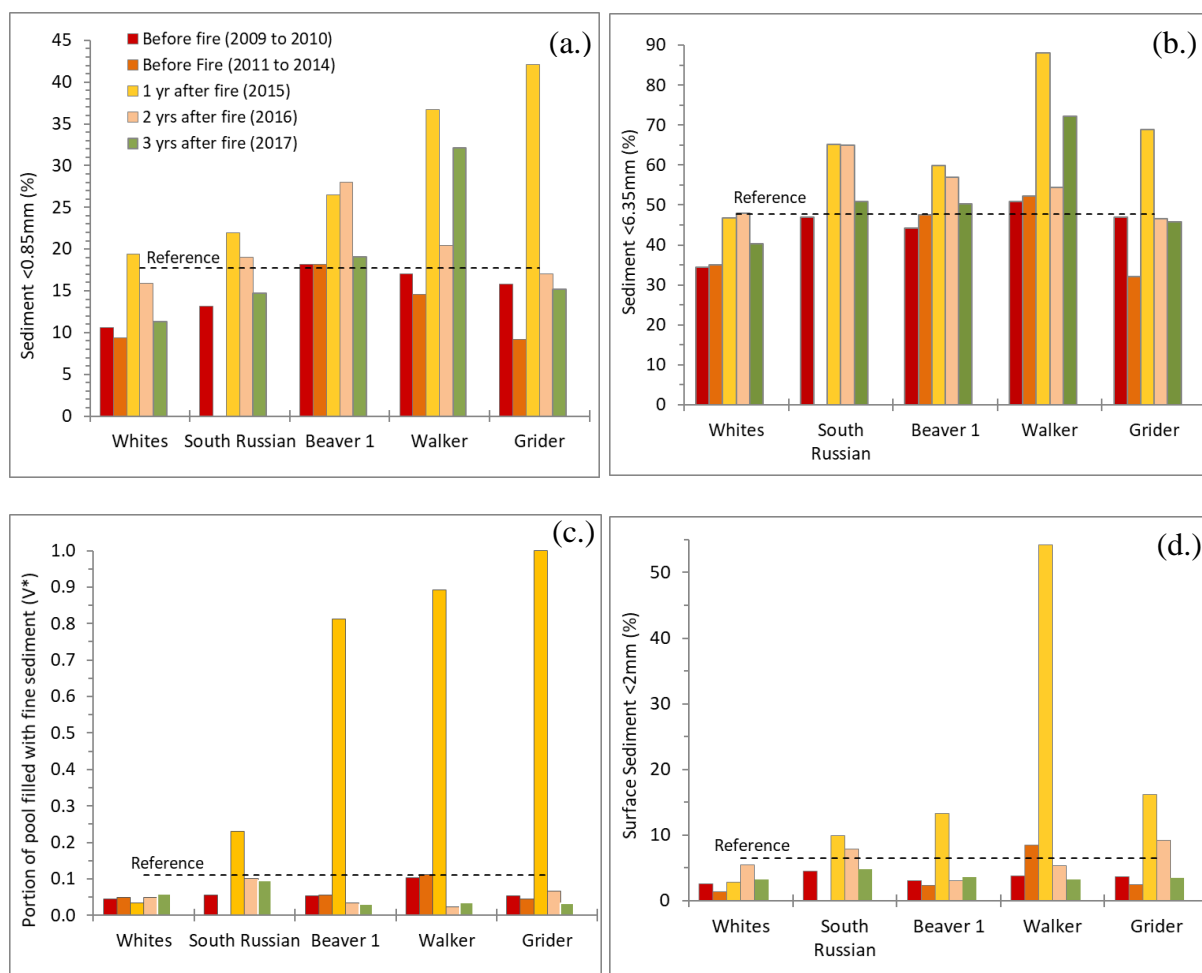 (a.)
Before fire (2009 to 2010)
Before Fire (2011 to 2014)
1 yr after fire (2015)
2 yrs after fire (2016)
3 yrs after fire (2017)
Sediment <0.85mm (%)
45
40
35
30
25
20
15
10
5
0
Reference
Whites
South Russian
Beaver 1
Walker
Grider
(b.)
Sediment <6.35mm (%)
90
80
70
60
50
40
30
20
10
0
Reference
Whites
South
Russian
Beaver 1
Walker
Grider
(c.)
Portion of pool filled with fine sediment (V*)
1.0
0.9
0.8
0.7
0.6
0.5
0.4
0.3
0.2
0.1
0.0
Reference
Whites
South Russian
Beaver 1
Walker
Grider
(d.)
Surface Sediment <2mm (%)
50
40
30
20
10
0
Reference
Whites
South
Russian
Beaver 1
Walker
Grider